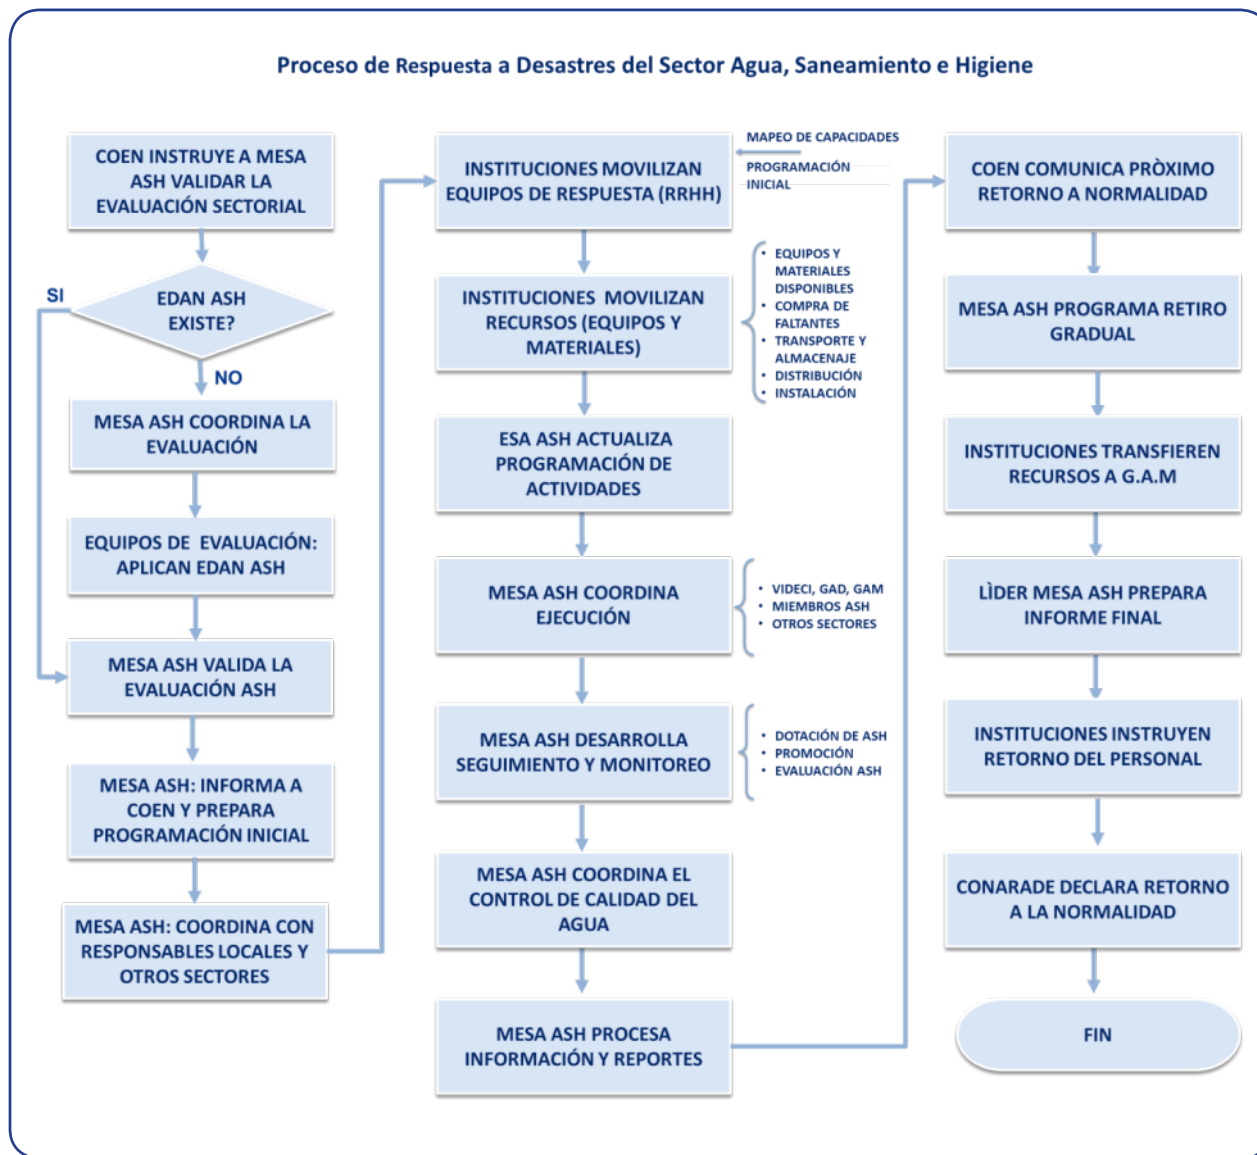 Proceso de Respuesta a Desastres del Sector Agua, Saneamiento e Higiene
COEN INSTRUYE A MESA
ASH VALIDAR LA
EVALUACIÓN SECTORIAL
EDAN ASH
EXISTE?
SI
NO
MESA ASH COORDINA LA
EVALUACIÓN
EQUIPOS DE EVALUACIÓN:
APLICAN EDAN ASH
MESA ASH VALIDA LA
EVALUACIÓN ASH
MESA ASH: INFORMA A
COEN Y PREPARA
PROGRAMACIÓN INICIAL
MESA ASH: COORDINA CON
RESPONSABLES LOCALES Y
OTROS SECTORES
INSTITUCIONES MOVILIZAN
EQUIPOS DE RESPUESTA (RRHH)
MAPEO DE CAPACIDADES
PROGRAMACIÓN
INICIAL
INSTITUCIONES MOVILIZAN
RECURSOS (EQUIPOS Y
MATERIALES)
• EQUIPOS Y
MATERIALES
DISPONIBLES
• COMPRA DE
FALTANTES
• TRANSPORTE Y
ALMACENAJE
• DISTRIBUCIÓN
• INSTALACIÓN
ESA ASH ACTUALIZA
PROGRAMACIÓN DE
ACTIVIDADES
MESA ASH COORDINA
EJECUCIÓN
• VIDECI, GAD, GAM
• MIEMBROS ASH
• OTROS SECTORES
MESA ASH DESARROLLA
SEGUIMIENTO Y MONITOREO
• DOTACIÓN DE ASH
• PROMOCIÓN
• EVALUACIÓN ASH
MESA ASH COORDINA EL
CONTROL DE CALIDAD DEL
AGUA
MESA ASH PROCESA
INFORMACIÓN Y REPORTES
COEN COMUNICA PRÒXIMO
RETORNO A NORMALIDAD
MESA ASH PROGRAMA RETIRO
GRADUAL
INSTITUCIONES TRANSFIEREN
RECURSOS A G.A.M
LÌDER MESA ASH PREPARA
INFORME FINAL
INSTITUCIONES INSTRUYEN
RETORNO DEL PERSONAL
CONARADE DECLARA RETORNO
A LA NORMALIDAD
FIN